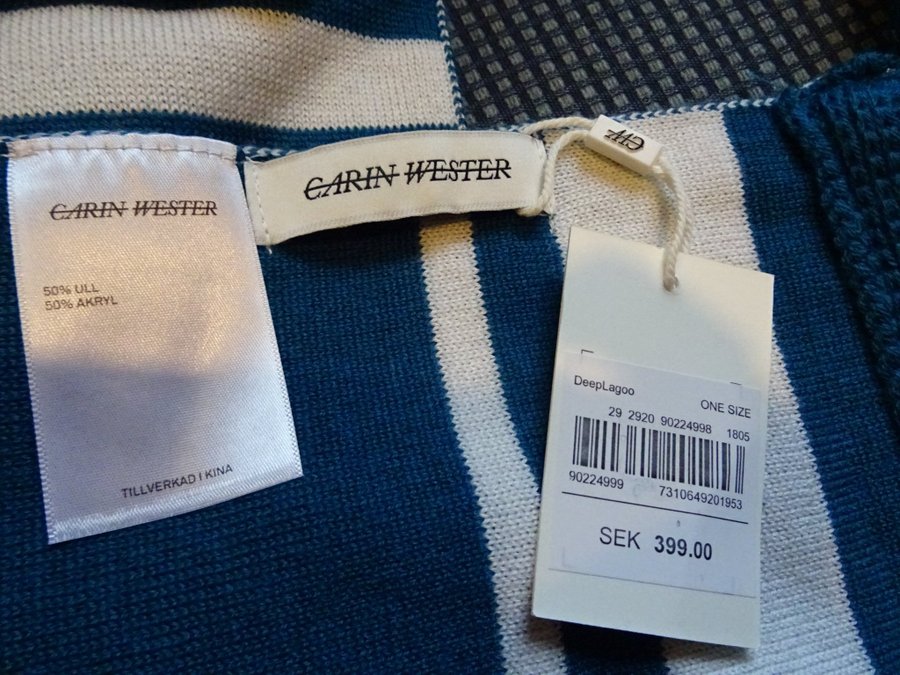 CARIN WESTER
50% ULL
50% AKRYL
TILLVERKAD I KINA
CARIN WESTER
CW
DeepLagoo
ONE SIZE
29 2920 90224998 1805
90224999 7310649201953
SEK 399.00